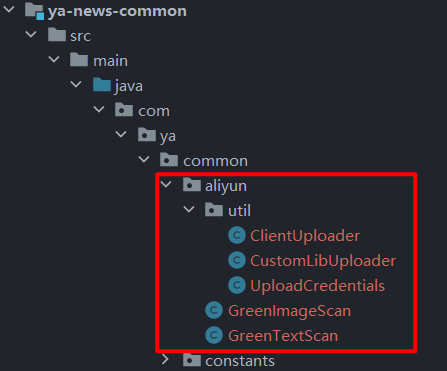 ya-news-common
src
main
java
com
ya
common
aliyun
util
ClientUploader
CustomLibUploader
UploadCredentials
GreenImageScan
GreenTextScan
constants